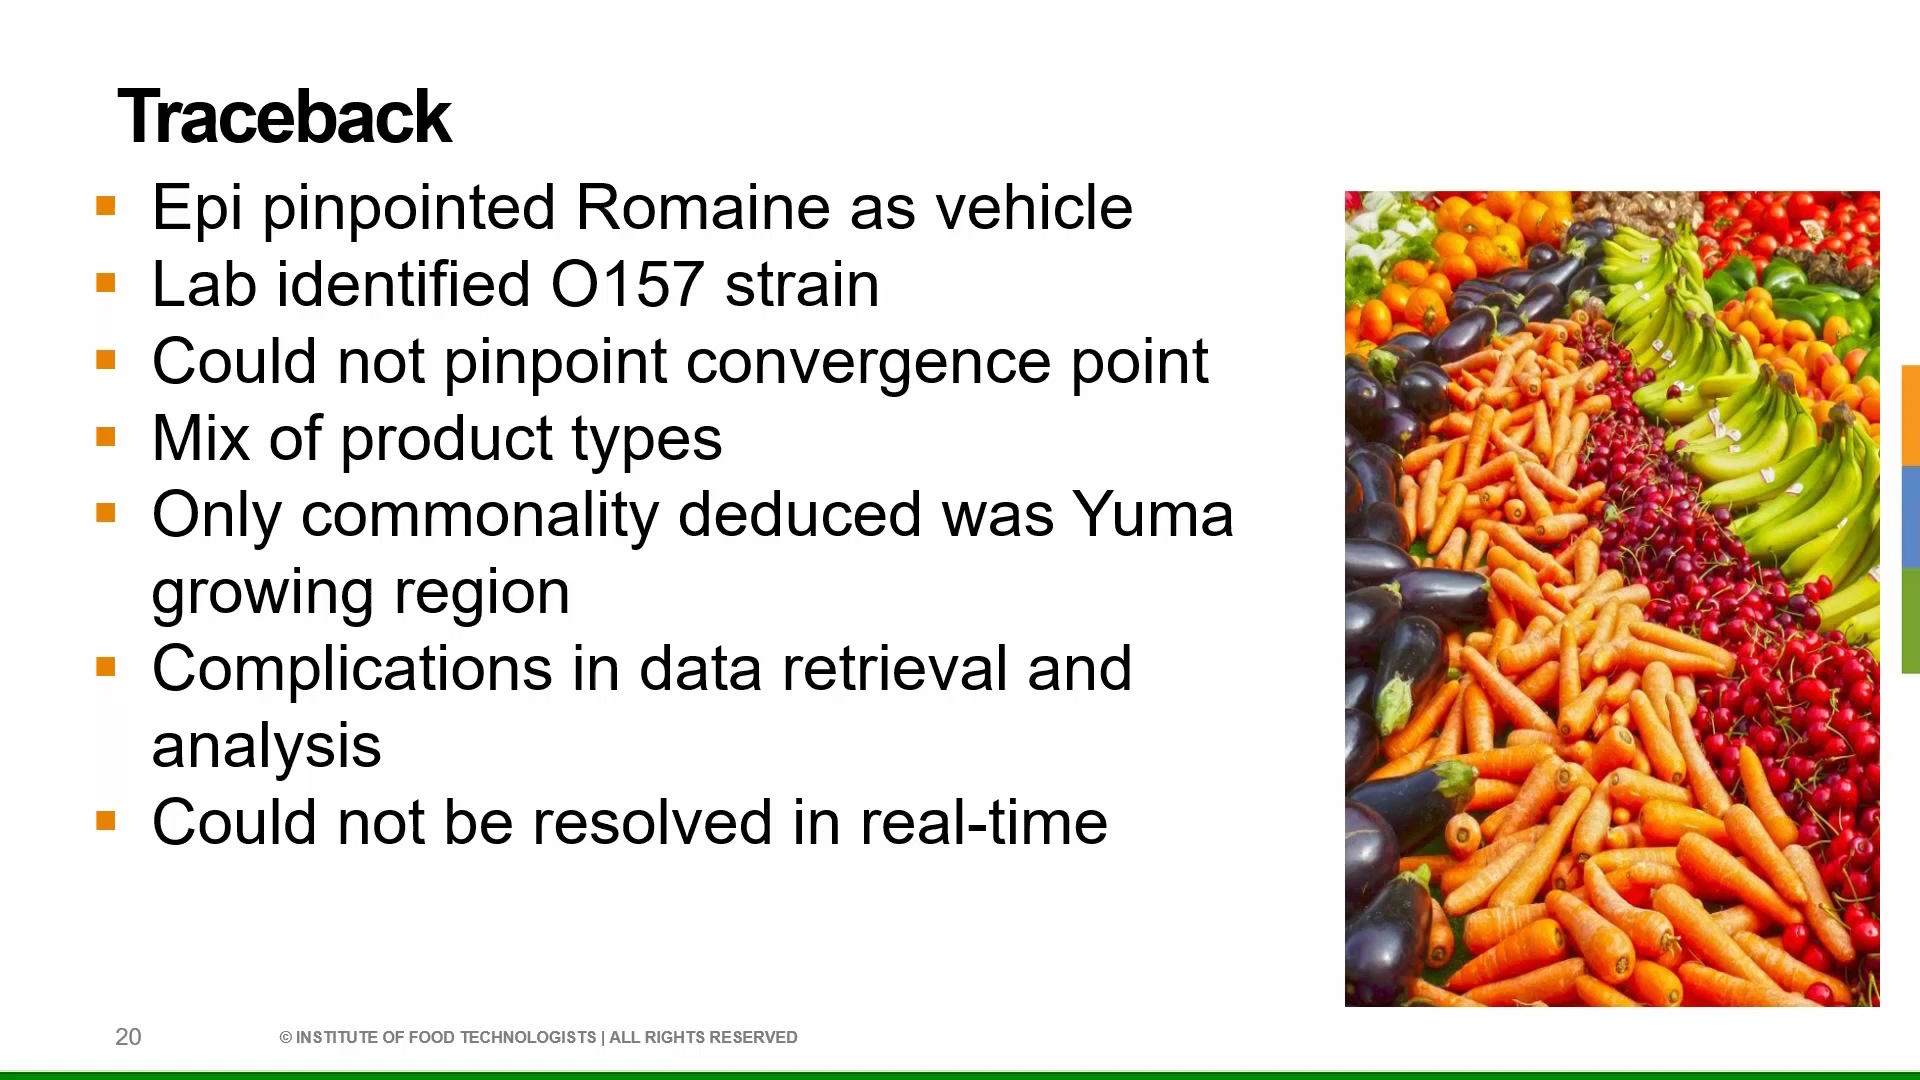 Traceback
Epi pinpointed Romaine as vehicle
Lab identified O157 strain
Could not pinpoint convergence point
Mix of product types
Only commonality deduced was Yuma
growing region
Complications in data retrieval and
analysis
Could not be resolved in real-time
20
© INSTITUTE OF FOOD TECHNOLOGISTS | ALL RIGHTS RESERVED